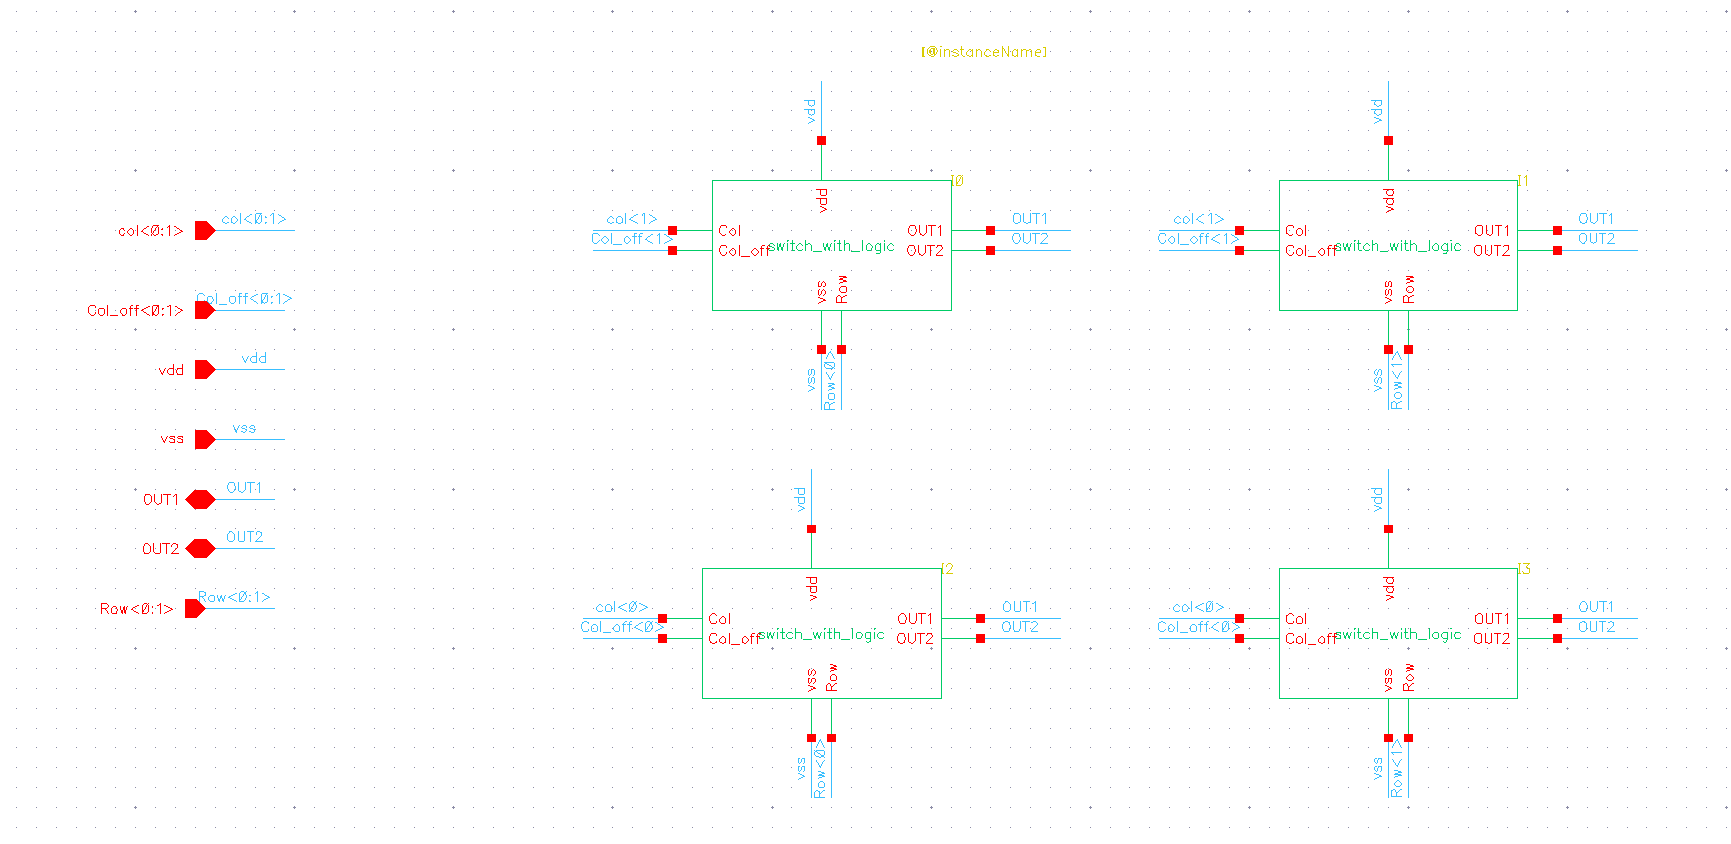 [@instanceName]
col<0:1>
col<0:1>
Col_off<0:1>
Col_off<0:1>
vdd
vdd
vss
vss
OUT1
OUT1
OUT2
OUT2
Row<0:1>
Row<0:1>
vdd
I0
vdd
col<1>
Col
OUT1
OUT1
Col_off<1>
Col_off
switch_with_logic
OUT2
OUT2
vss
Row
vss
Row<0>
vdd
I1
vdd
col<1>
Col
OUT1
OUT1
Col_off<1>
Col_off
switch_with_logic
OUT2
OUT2
vss
Row
vss
Row<1>
vdd
I2
vdd
col<0>
Col
OUT1
OUT1
Col_off<0>
Col_off
switch_with_logic
OUT2
OUT2
vss
Row
vss
Row<0>
vdd
I3
vdd
col<0>
Col
OUT1
OUT1
Col_off<0>
Col_off
switch_with_logic
OUT2
OUT2
vss
Row
vss
Row<1>